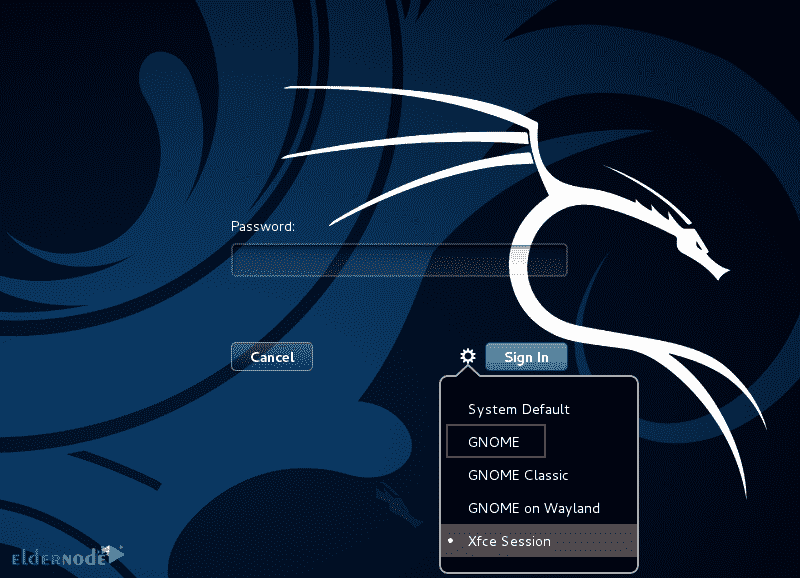 Password:
Cancel
Sign In
System Default
GNOME
GNOME Classic
GNOME on Wayland
Xfce Session
eldernode